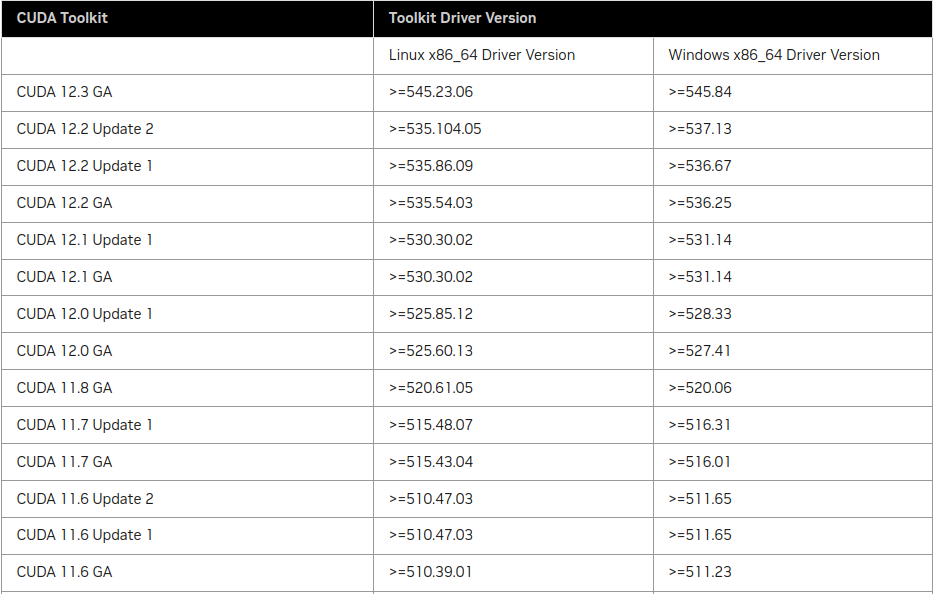 CUDA Toolkit Toolkit Driver Version
Linux x86_64 Driver Version Windows x86_64 Driver Version
CUDA 12.3 GA >=545.23.06 >=545.84
CUDA 12.2 Update 2 >=535.104.05 >=537.13
CUDA 12.2 Update 1 >=535.86.09 >=536.67
CUDA 12.2 GA >=535.54.03 >=536.25
CUDA 12.1 Update 1 >=530.30.02 >=531.14
CUDA 12.1 GA >=530.30.02 >=531.14
CUDA 12.0 Update 1 >=525.85.12 >=528.33
CUDA 12.0 GA >=525.60.13 >=527.41
CUDA 11.8 GA >=520.61.05 >=520.06
CUDA 11.7 Update 1 >=515.48.07 >=516.31
CUDA 11.7 GA >=515.43.04 >=516.01
CUDA 11.6 Update 2 >=510.47.03 >=511.65
CUDA 11.6 Update 1 >=510.47.03 >=511.65
CUDA 11.6 GA >=510.39.01 >=511.23